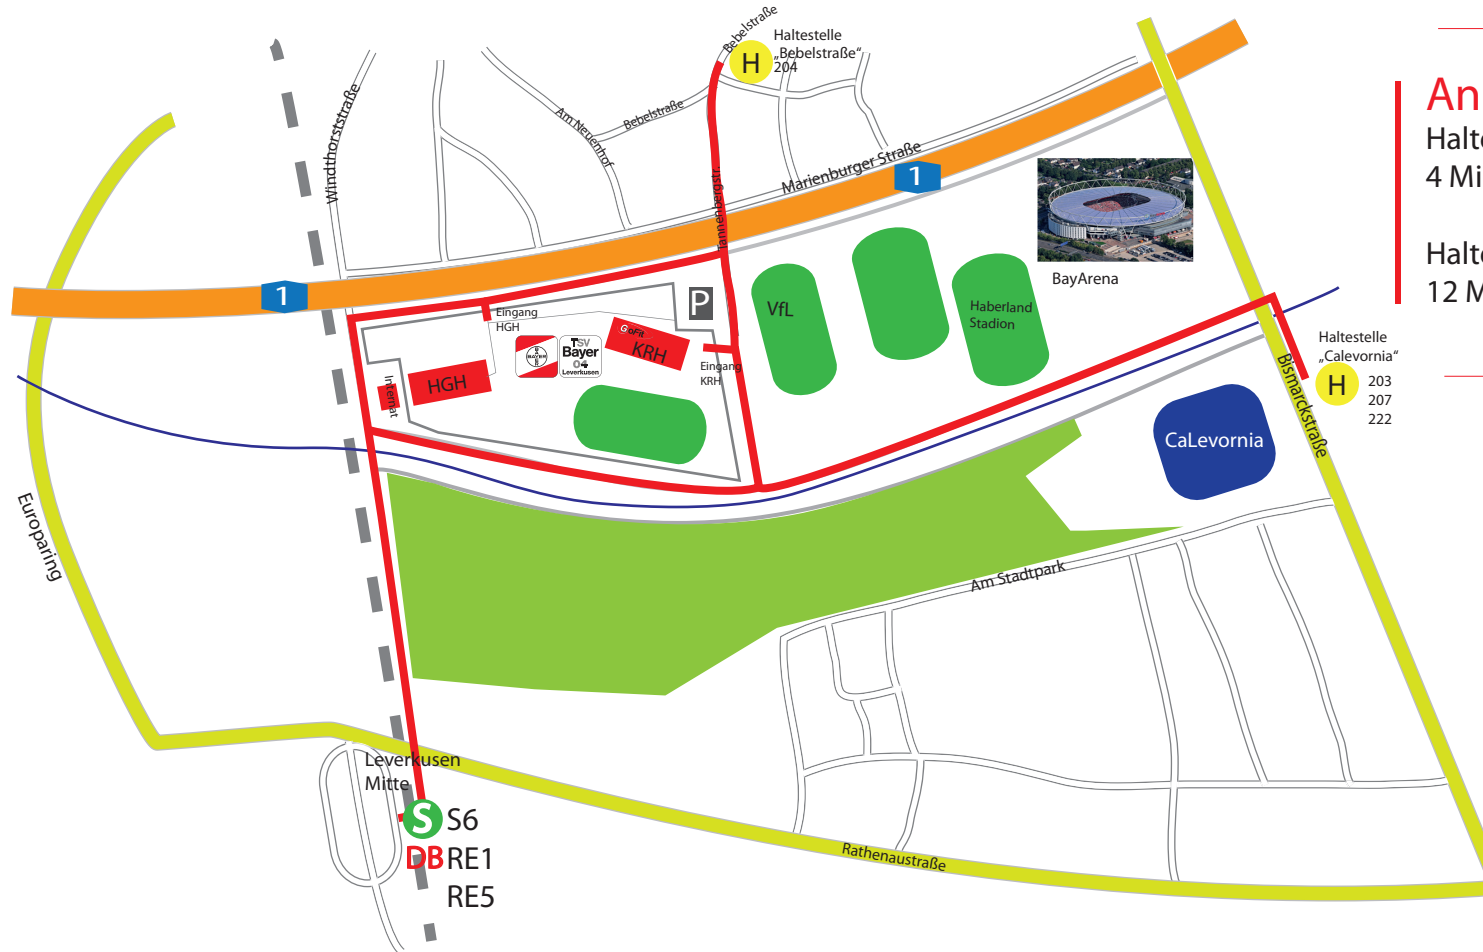 Bebelstraße
Haltestelle
„Bebelstraße“
204
H
An
Halte
4 Mi
Halte
12 M
Windthorststraße
Am Neuenhof
Bebelstraße
Tannenbergstr.
Marienburger Straße
1
1
BayArena
Eingang
HGH
P
VfL
Haberland
Stadion
GoFit
KRH
BAYER
TSV
Bayer
04
Leverkusen
HGH
Internat
Eingang
KRH
Haltestelle
„Calevornia“
H
203
207
222
Bismarckstraße
CaLevornia
Europaring
Am Stadtpark
Leverkusen
Mitte
S
S6
DB RE1
RE5
Rathenaustraße